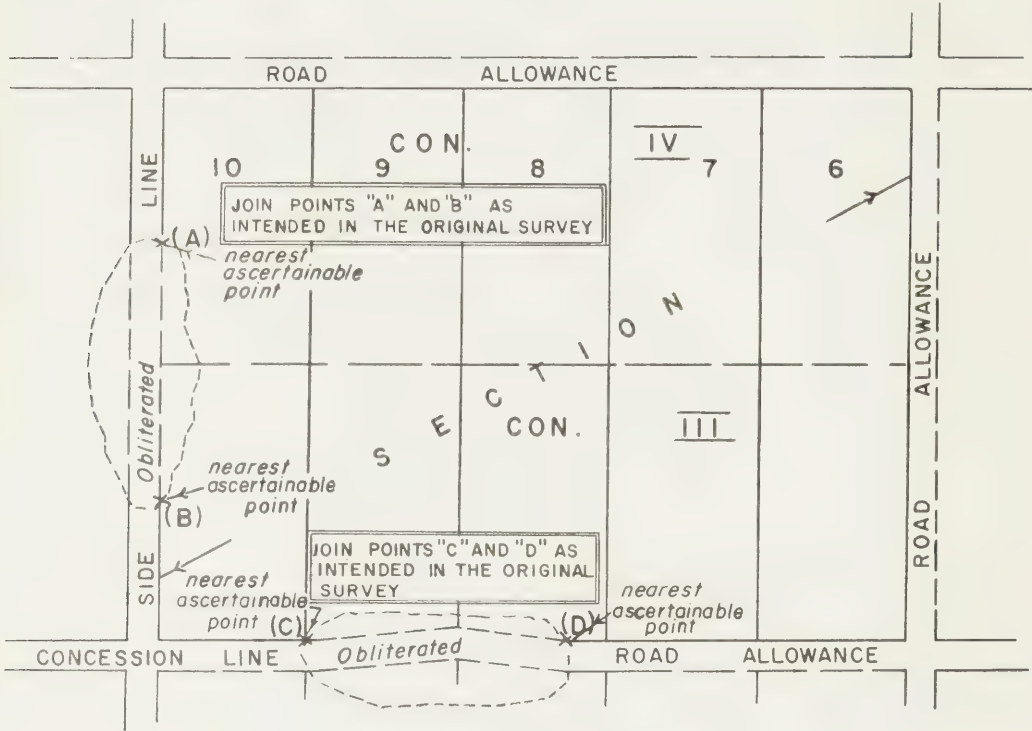 ROAD ALLOWANCE
CON. IV
10 9 8 7 6
JOIN POINTS "A" AND "B" AS
INTENDED IN THE ORIGINAL SURVEY
LINE
(A)
nearest
ascertainable
point
Obliterated
SECTION
CON. III
nearest
ascertainable
point
(B)
SIDE
ROAD ALLOWANCE
JOIN POINTS "C" AND "D" AS
INTENDED IN THE ORIGINAL
SURVEY
nearest
ascertainable
point
(C)
(D)
nearest
ascertainable
point
CONCESSION LINE Obliterated ROAD ALLOWANCE